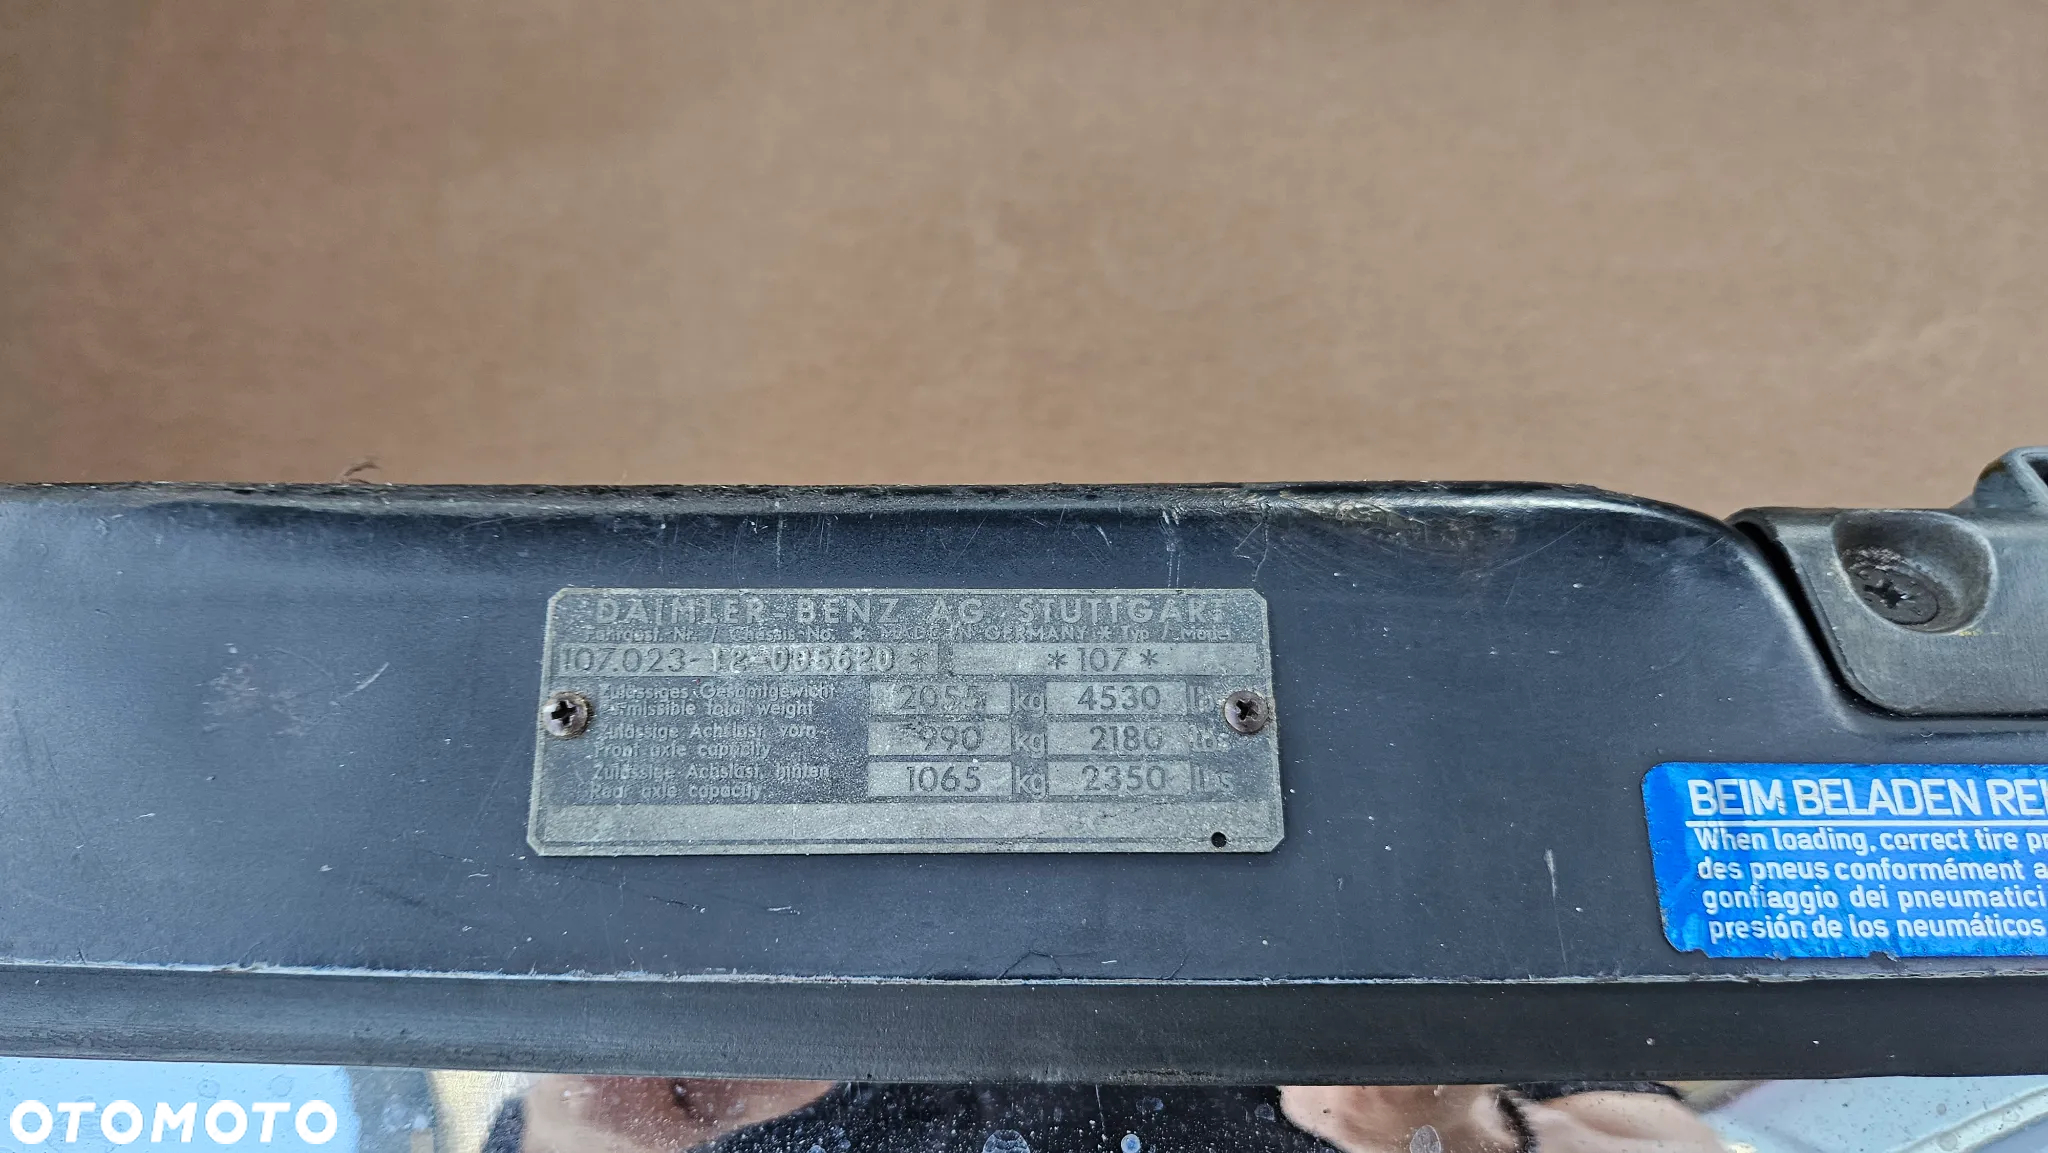 DAIMLER-BENZ AG STUTTGART
Fahrgest.-Nr. / Chassis-No. * MADE IN GERMANY * Typ / Model
107.023-12-005620 * *107*
Zulässiges Gesamtgewicht
Permissible total weight 2055 kg 4530 lbs
Zulässige Achslast vorn
Front axle capacity 990 kg 2180 lbs
Zulässige Achslast hinten
Rear axle capacity 1065 kg 2350 lbs
BEIM BELADEN REI
When loading, correct tire pr
des pneus conformément a
gonfiaggio dei pneumatici
presión de los neumáticos
OTOMOTO